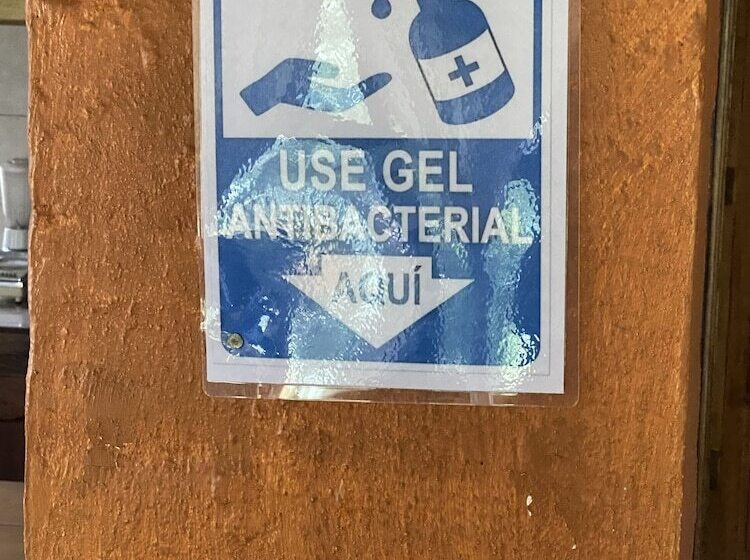 USE GEL
ANTIBACTERIAL
AQUÍ